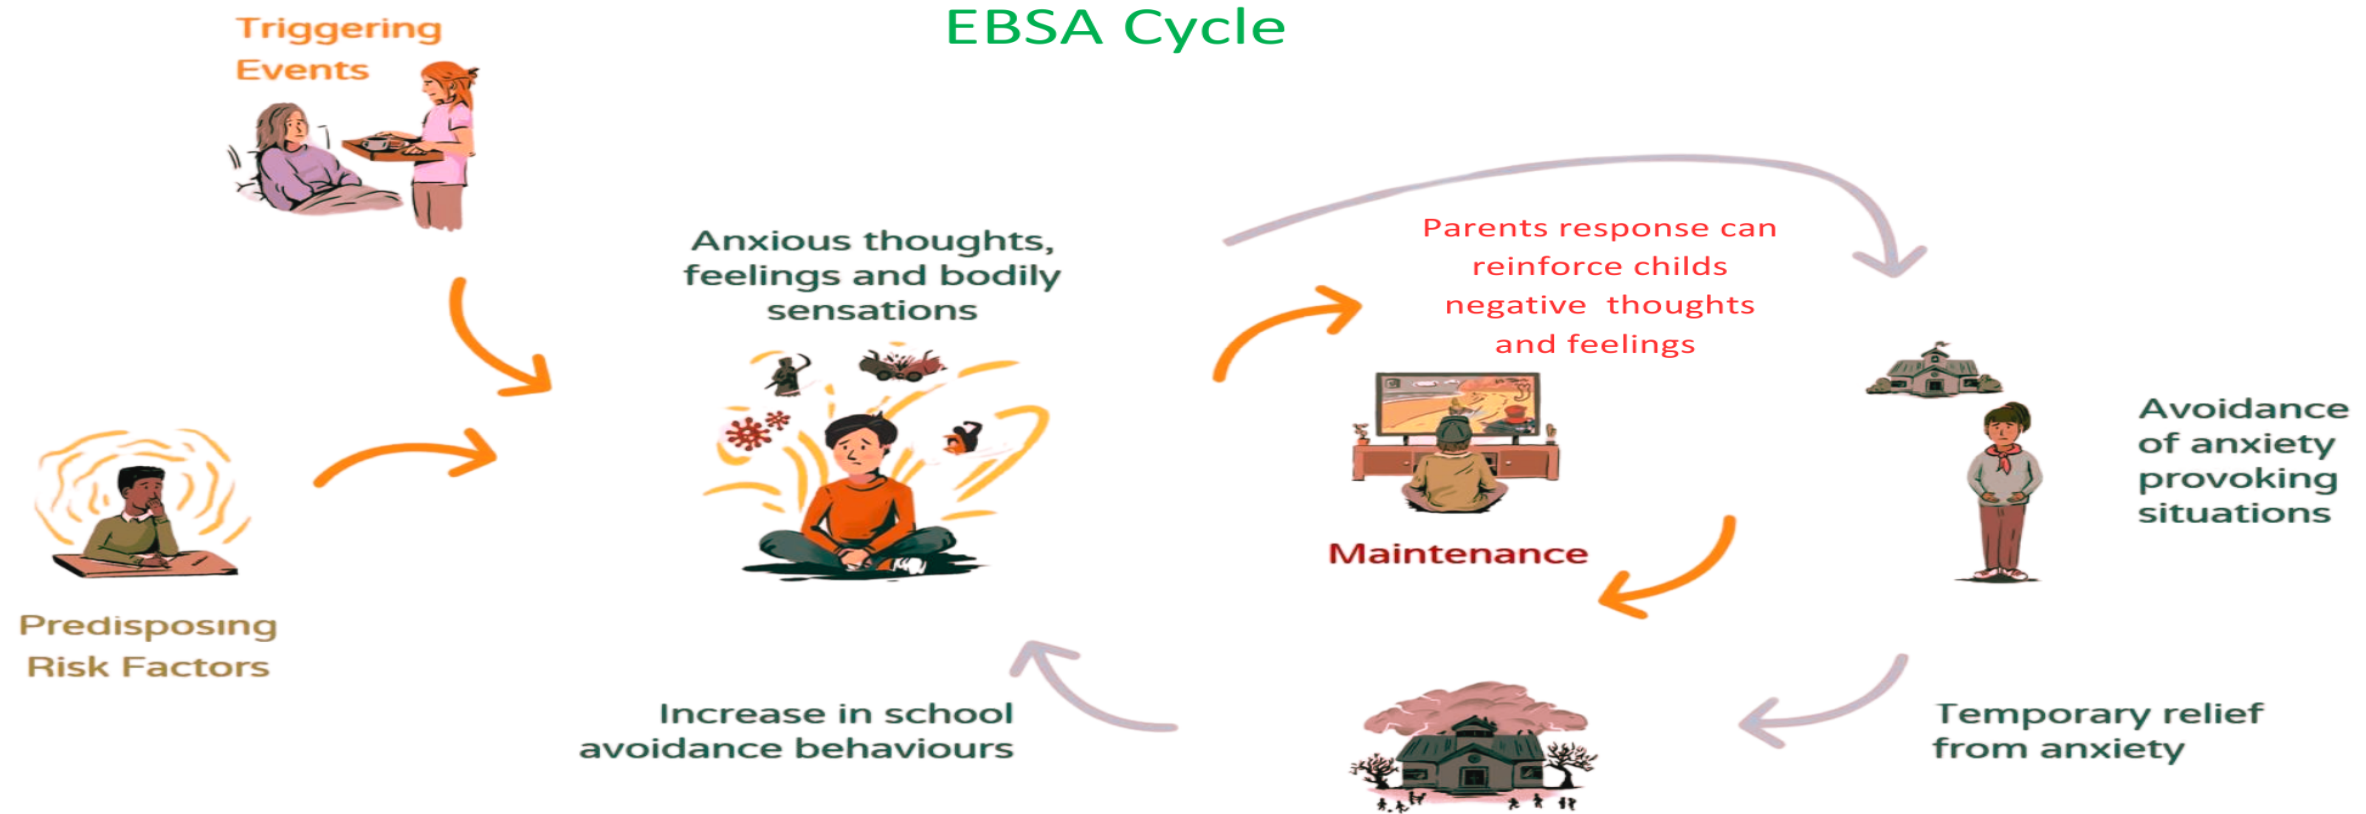 EBSA Cycle
Triggering
Events
Anxious thoughts,
feelings and bodily
sensations
Parents response can
reinforce childs
negative  thoughts
and feelings
Avoidance
of anxiety
provoking
situations
Maintenance
Predisposing
Risk Factors
Increase in school
avoidance behaviours
Temporary relief
from anxiety